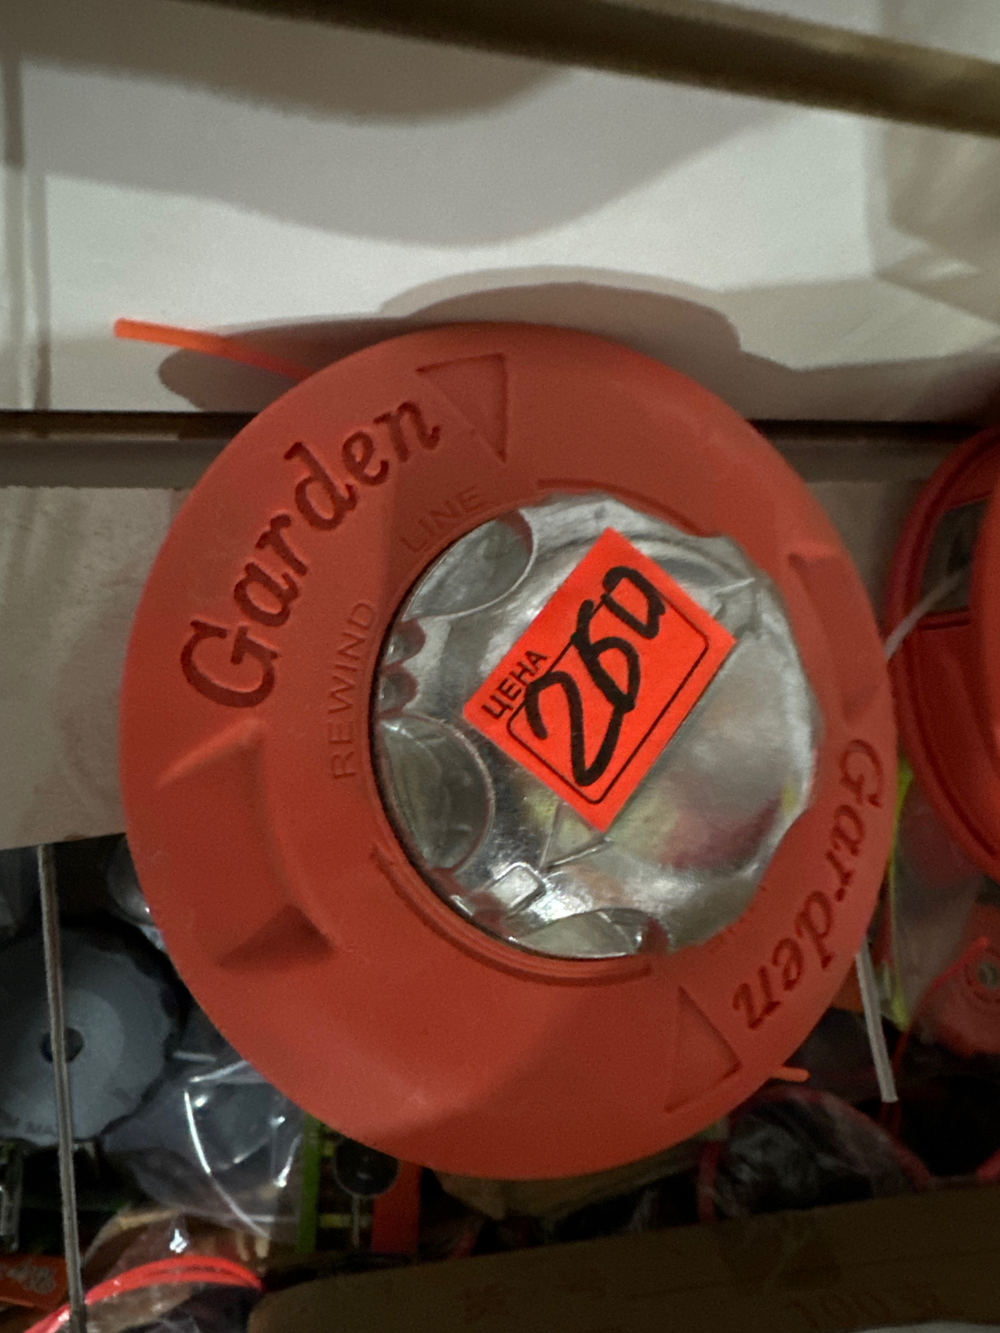 Garden
REWIND LINE
ЦЕНА
260
Garden